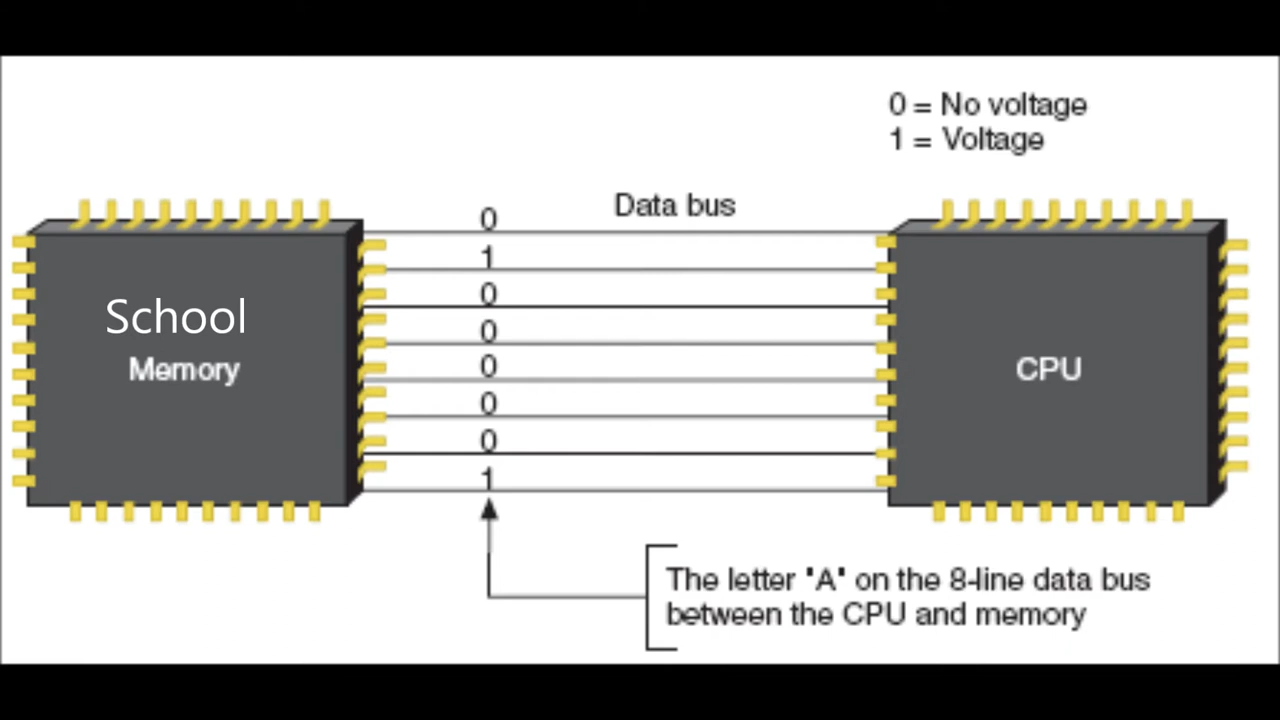 0 = No voltage
1 = Voltage
Data bus
0
1
0
0
0
0
0
1
School
Memory
CPU
The letter "A" on the 8-line data bus
between the CPU and memory